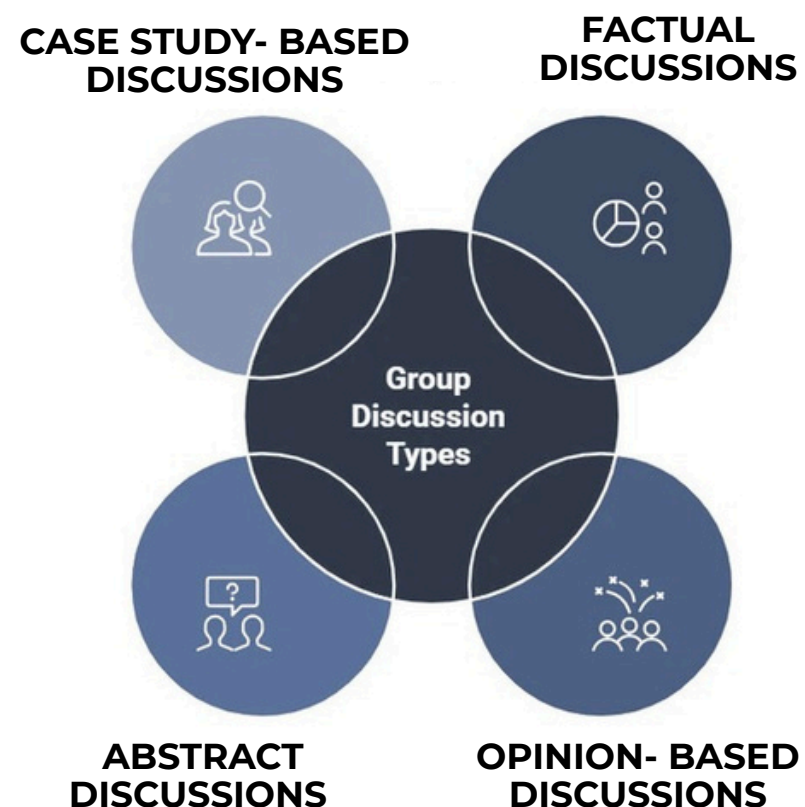 CASE STUDY- BASED
DISCUSSIONS
FACTUAL
DISCUSSIONS
Group
Discussion
Types
?
ABSTRACT
DISCUSSIONS
OPINION- BASED
DISCUSSIONS